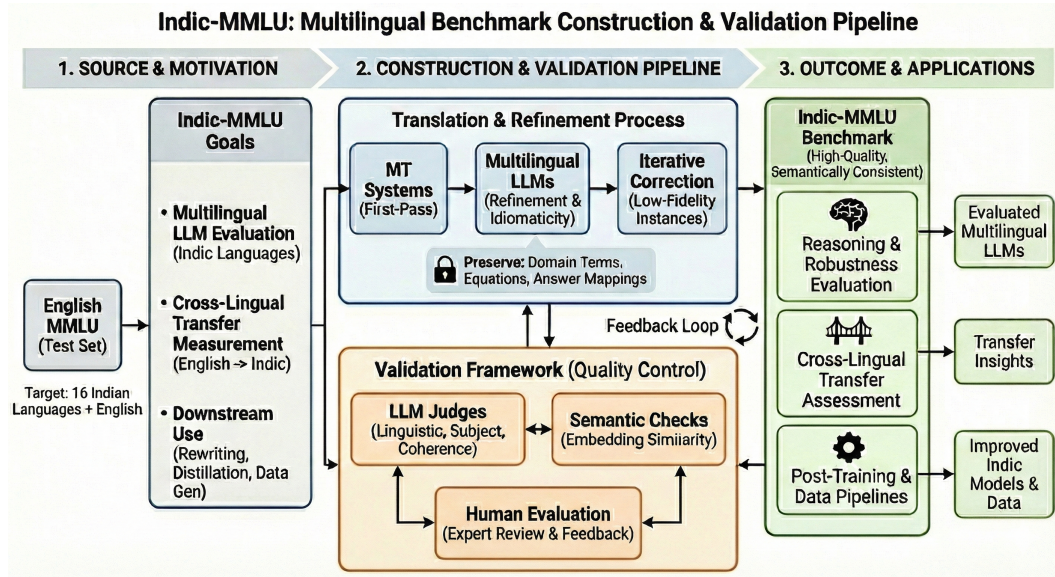 Indic-MMLU: Multilingual Benchmark Construction & Validation Pipeline
1. SOURCE & MOTIVATION
2. CONSTRUCTION & VALIDATION PIPELINE
3. OUTCOME & APPLICATIONS
English
MMLU
(Test Set)
Target: 16 Indian
Languages + English
Indic-MMLU
Goals
• Multilingual
LLM Evaluation
(Indic Languages)
• Cross-Lingual
Transfer
Measurement
(English → Indic)
• Downstream
Use
(Rewriting,
Distillation, Data
Gen)
Translation & Refinement Process
MT
Systems
(First-Pass)
Multilingual
LLMs
(Refinement &
Idiomaticity)
Iterative
Correction
(Low-Fidelity
Instances)
Preserve: Domain Terms,
Equations, Answer Mappings
Feedback Loop
Validation Framework (Quality Control)
LLM Judges
(Linguistic, Subject,
Coherence)
Semantic Checks
(Embedding Similarity)
Human Evaluation
(Expert Review & Feedback)
Indic-MMLU
Benchmark
(High-Quality,
Semantically Consistent)
Reasoning &
Robustness
Evaluation
Cross-Lingual
Transfer
Assessment
Post-Training &
Data Pipelines
Evaluated
Multilingual
LLMs
Transfer
Insights
Improved
Indic
Models &
Data